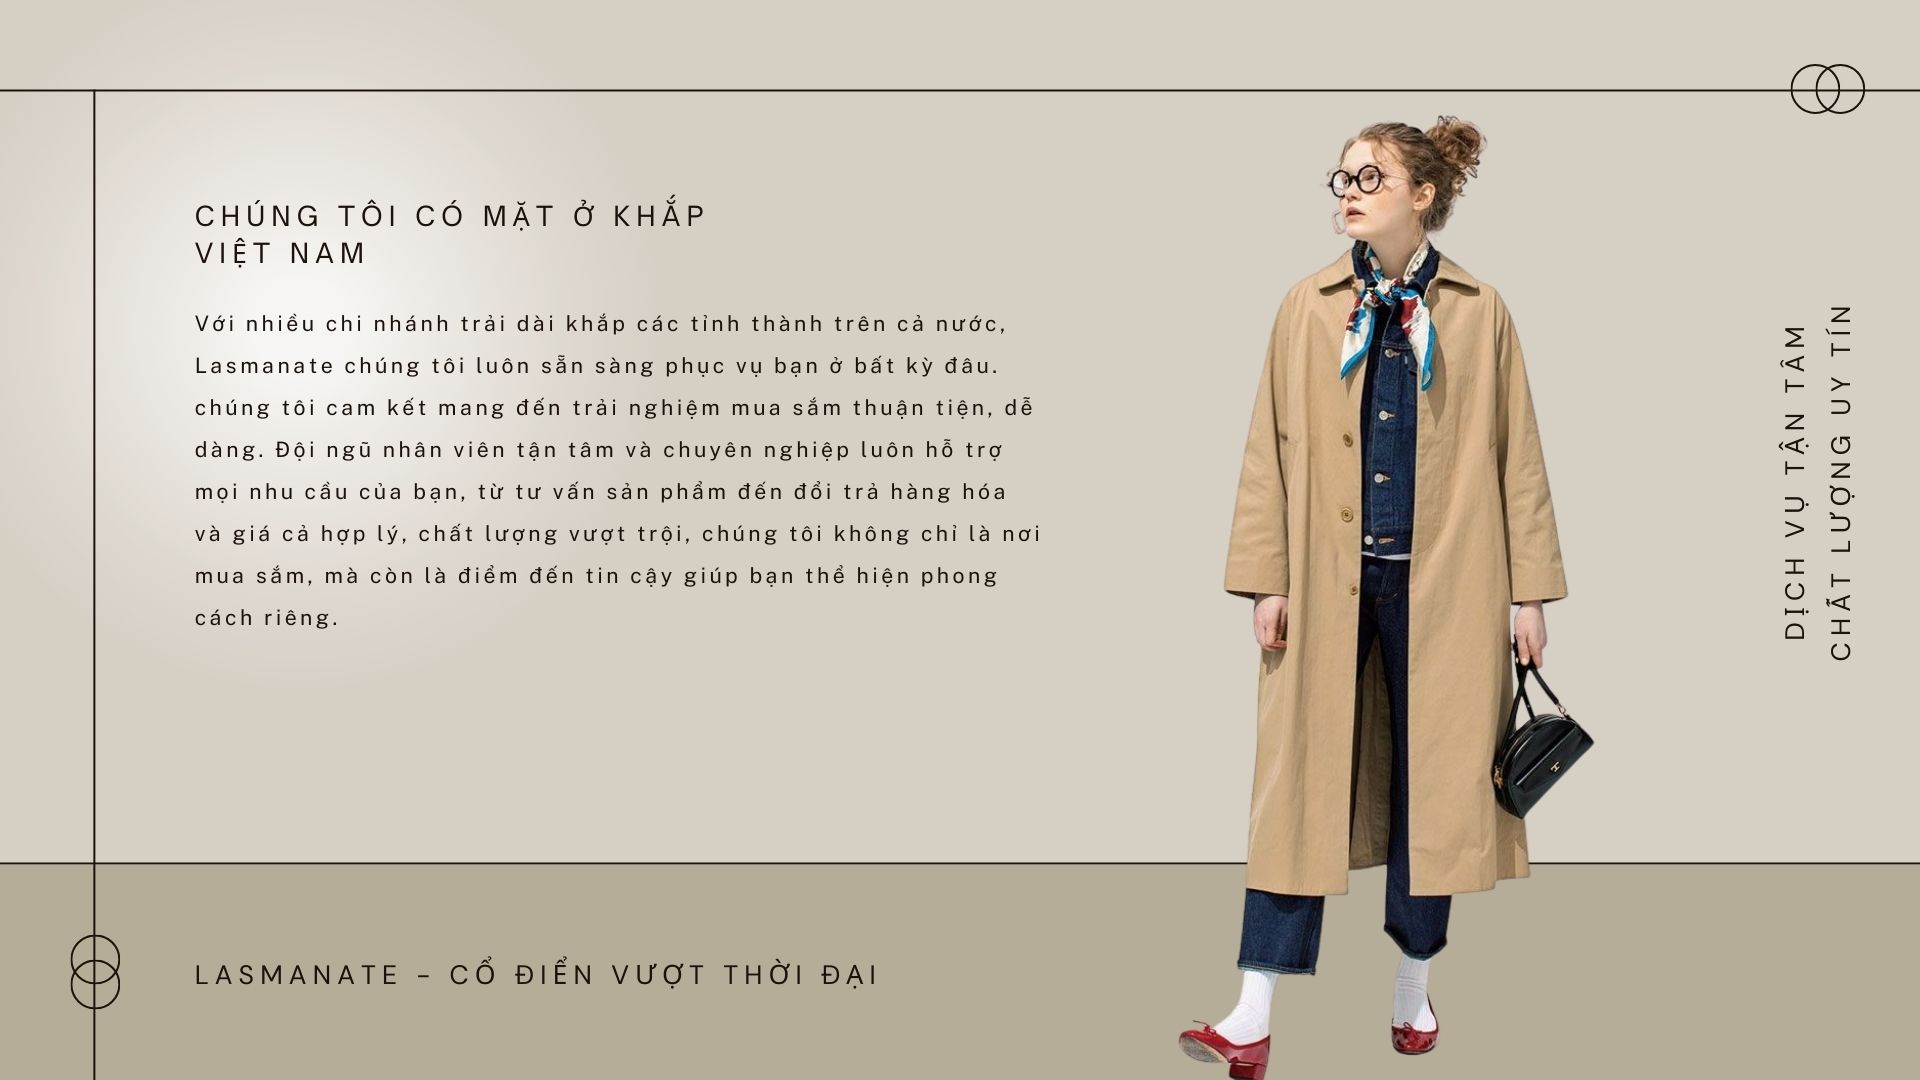 CHÚNG TÔI CÓ MẶT Ở KHẮP
VIỆT NAM
Với nhiều chi nhánh trải dài khắp các tỉnh thành trên cả nước,
Lasmanate chúng tôi luôn sẵn sàng phục vụ bạn ở bất kỳ đâu.
chúng tôi cam kết mang đến trải nghiệm mua sắm thuận tiện, dễ
dàng. Đội ngũ nhân viên tận tâm và chuyên nghiệp luôn hỗ trợ
mọi nhu cầu của bạn, từ tư vấn sản phẩm đến đổi trả hàng hóa
và giá cả hợp lý, chất lượng vượt trội, chúng tôi không chỉ là nơi
mua sắm, mà còn là điểm đến tin cậy giúp bạn thể hiện phong
cách riêng.
DỊCH VỤ TẬN TÂM
CHẤT LƯỢNG UY TÍN
LASMANATE – CỔ ĐIỂN VƯỢT THỜI ĐẠI